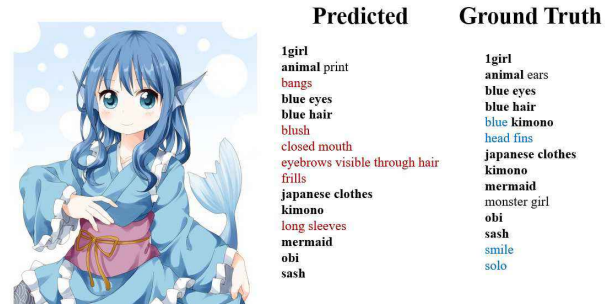 Predicted
1girl
animal print
bangs
blue eyes
blue hair
blush
closed mouth
eyebrows visible through hair
frills
japanese clothes
kimono
long sleeves
mermaid
obi
sash
Ground Truth
1girl
animal ears
blue eyes
blue hair
blue kimono
head fins
japanese clothes
kimono
mermaid
monster girl
obi
sash
smile
solo